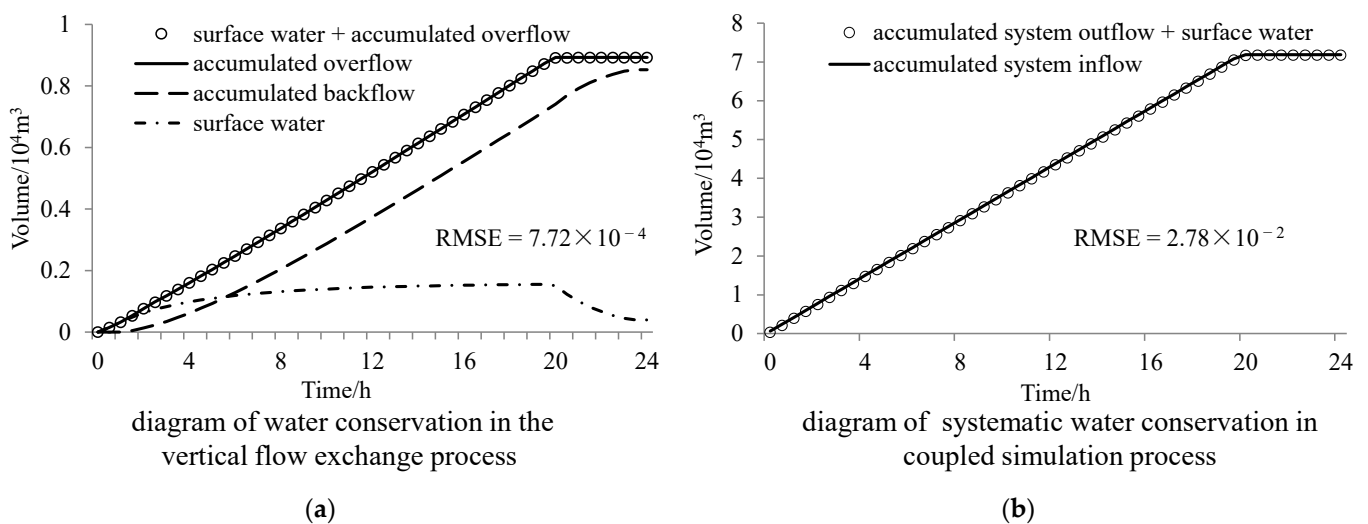 1
0.8
0.6
0.4
0.2
0
Volume/10⁴m³
surface water + accumulated overflow
accumulated overflow
accumulated backflow
surface water
RMSE = 7.72×10⁻⁴
0 4 8 12 16 20 24
Time/h
diagram of water conservation in the
vertical flow exchange process
(a)
8
7
6
5
4
3
2
1
0
Volume/10⁴m³
accumulated system outflow + surface water
accumulated system inflow
RMSE = 2.78×10⁻²
0 4 8 12 16 20 24
Time/h
diagram of systematic water conservation in
coupled simulation process
(b)